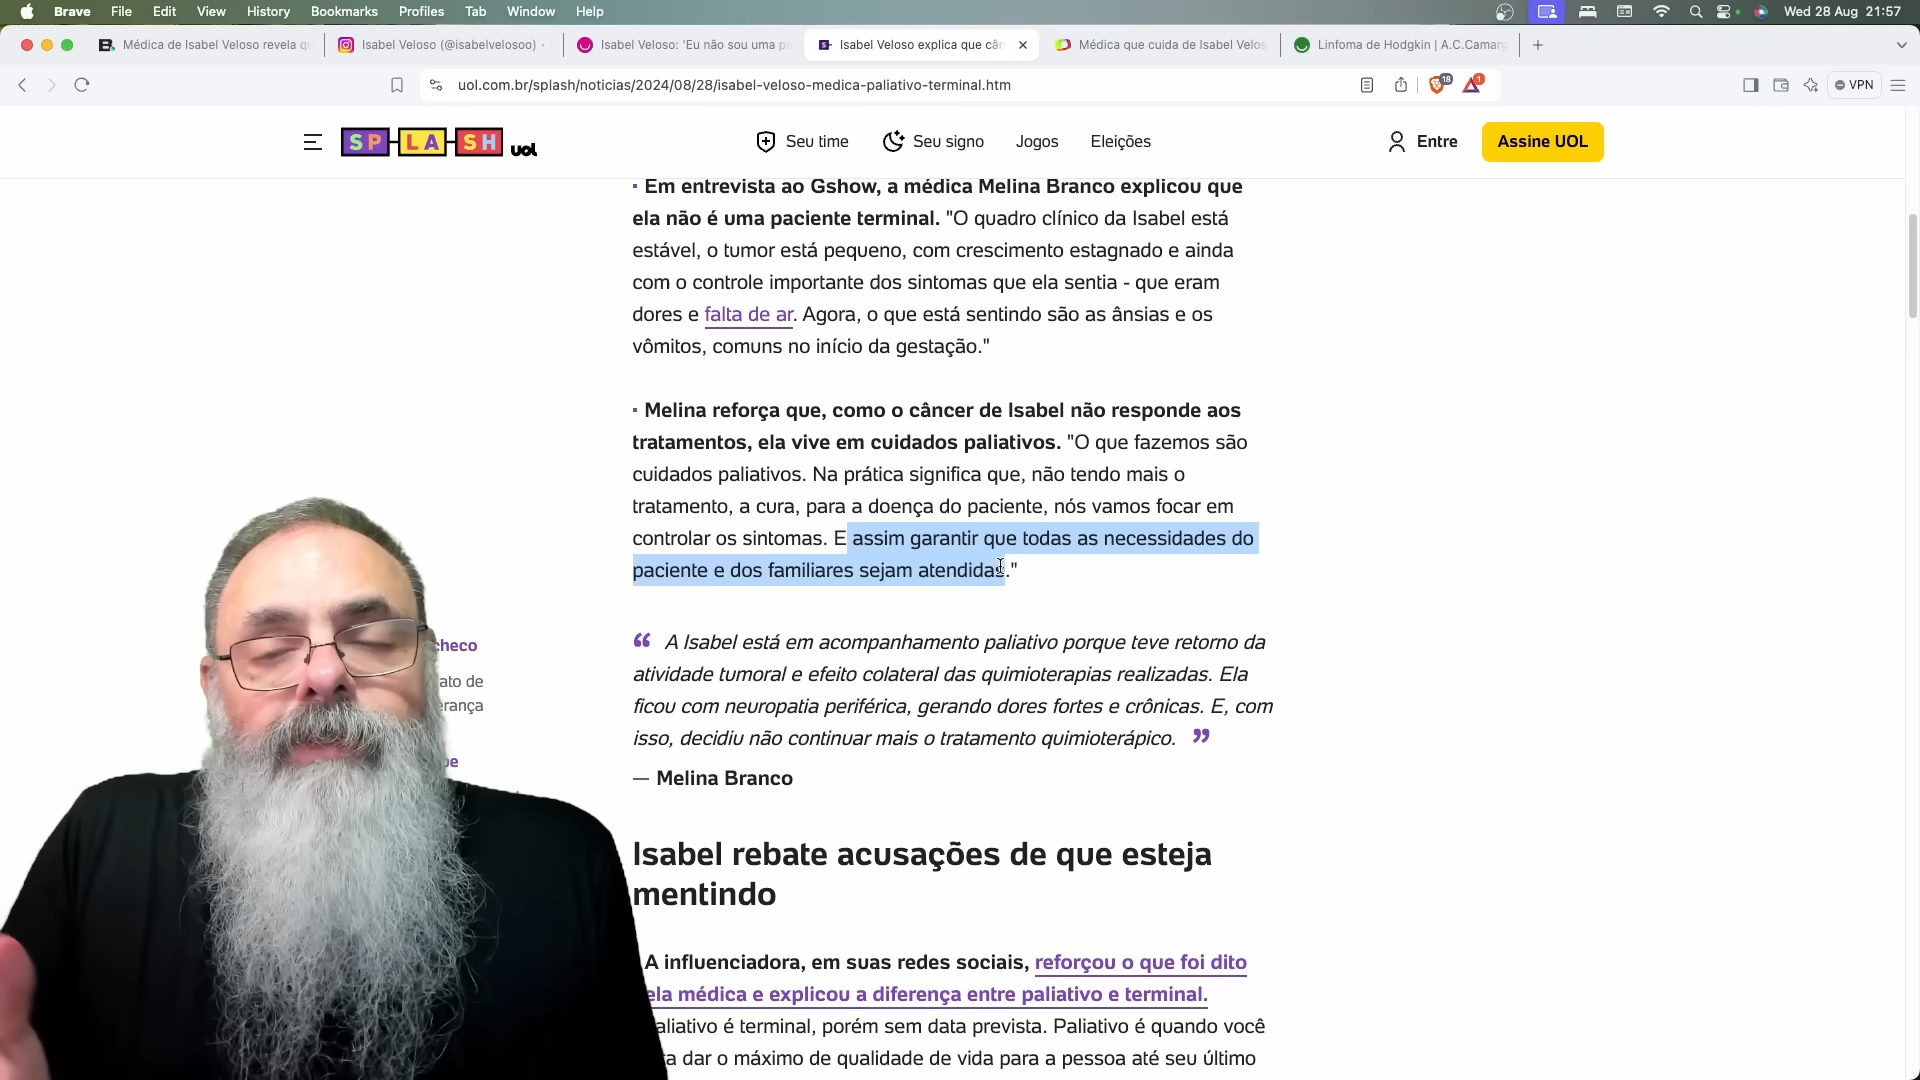 Brave File Edit View History Bookmarks Profiles Tab Window Help Wed 28 Aug 21:57
Médica de Isabel Veloso revela qu Isabel Veloso (@isabelvelosoo) · Isabel Veloso: 'Eu não sou uma pa Isabel Veloso explica que cân Médica que cuida de Isabel Velos Linfoma de Hodgkin | A.C.Camarg
uol.com.br/splash/noticias/2024/08/28/isabel-veloso-medica-paliativo-terminal.htm 18 1 VPN
SPLASH uol Seu time Seu signo Jogos Eleições Entre Assine UOL
Em entrevista ao Gshow, a médica Melina Branco explicou que
ela não é uma paciente terminal. "O quadro clínico da Isabel está
estável, o tumor está pequeno, com crescimento estagnado e ainda
com o controle importante dos sintomas que ela sentia - que eram
dores e falta de ar. Agora, o que está sentindo são as ânsias e os
vômitos, comuns no início da gestação."
Melina reforça que, como o câncer de Isabel não responde aos
tratamentos, ela vive em cuidados paliativos. "O que fazemos são
cuidados paliativos. Na prática significa que, não tendo mais o
tratamento, a cura, para a doença do paciente, nós vamos focar em
controlar os sintomas. E assim garantir que todas as necessidades do
paciente e dos familiares sejam atendidas."
“ A Isabel está em acompanhamento paliativo porque teve retorno da
atividade tumoral e efeito colateral das quimioterapias realizadas. Ela
ficou com neuropatia periférica, gerando dores fortes e crônicas. E, com
isso, decidiu não continuar mais o tratamento quimioterápico. ”
— Melina Branco
checo
ato de
erança
pe
Isabel rebate acusações de que esteja
mentindo
A influenciadora, em suas redes sociais, reforçou o que foi dito
ela médica e explicou a diferença entre paliativo e terminal.
aliativo é terminal, porém sem data prevista. Paliativo é quando você
a dar o máximo de qualidade de vida para a pessoa até seu último